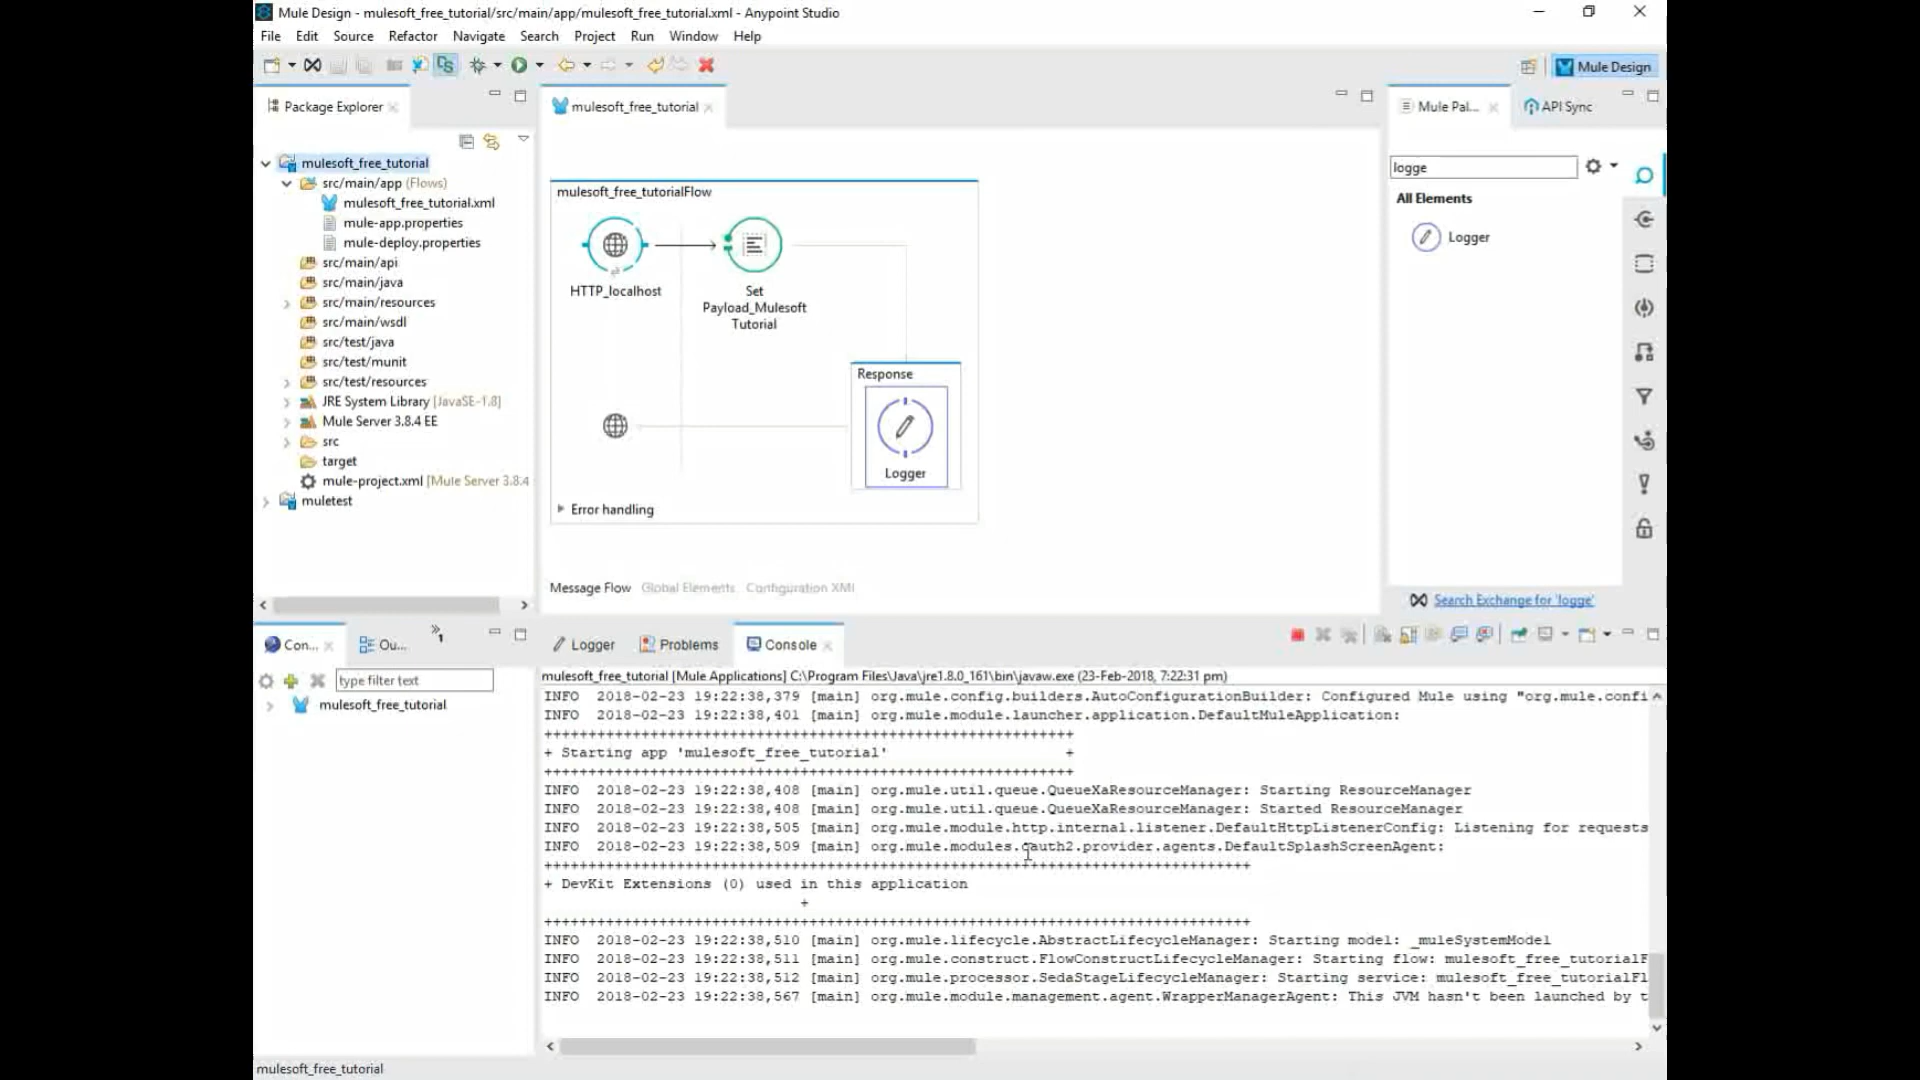 Mule Design - mulesoft_free_tutorial/src/main/app/mulesoft_free_tutorial.xml - Anypoint Studio
File Edit Source Refactor Navigate Search Project Run Window Help
Mule Design
Package Explorer
mulesoft_free_tutorial
src/main/app (Flows)
mulesoft_free_tutorial.xml
mule-app.properties
mule-deploy.properties
src/main/api
src/main/java
src/main/resources
src/main/wsdl
src/test/java
src/test/munit
src/test/resources
JRE System Library [JavaSE-1.8]
Mule Server 3.8.4 EE
src
target
mule-project.xml [Mule Server 3.8.4
muletest
mulesoft_free_tutorial
mulesoft_free_tutorialFlow
HTTP_localhost
Set
Payload_Mulesoft
Tutorial
Response
Logger
Error handling
Message Flow Global Elements Configuration XML
Mule Pal... API Sync
logge
All Elements
Logger
Search Exchange for 'logge'
Con... Ou... »1
type filter text
mulesoft_free_tutorial
Logger Problems Console
mulesoft_free_tutorial [Mule Applications] C:\Program Files\Java\jre1.8.0_161\bin\javaw.exe (23-Feb-2018, 7:22:31 pm)
INFO 2018-02-23 19:22:38,379 [main] org.mule.config.builders.AutoConfigurationBuilder: Configured Mule using "org.mule.confi
INFO 2018-02-23 19:22:38,401 [main] org.mule.module.launcher.application.DefaultMuleApplication:
++++++++++++++++++++++++++++++++++++++++++++++++++++++++++++
+ Starting app 'mulesoft_free_tutorial' +
++++++++++++++++++++++++++++++++++++++++++++++++++++++++++++
INFO 2018-02-23 19:22:38,408 [main] org.mule.util.queue.QueueXaResourceManager: Starting ResourceManager
INFO 2018-02-23 19:22:38,408 [main] org.mule.util.queue.QueueXaResourceManager: Started ResourceManager
INFO 2018-02-23 19:22:38,505 [main] org.mule.module.http.internal.listener.DefaultHttpListenerConfig: Listening for requests
INFO 2018-02-23 19:22:38,509 [main] org.mule.modules.oauth2.provider.agents.DefaultSplashScreenAgent:
++++++++++++++++++++++++++++++++++++++++++++++++++++++++++++++++++++++++++++++++
+ DevKit Extensions (0) used in this application
+
++++++++++++++++++++++++++++++++++++++++++++++++++++++++++++++++++++++++++++++++
INFO 2018-02-23 19:22:38,510 [main] org.mule.lifecycle.AbstractLifecycleManager: Starting model: _muleSystemModel
INFO 2018-02-23 19:22:38,511 [main] org.mule.construct.FlowConstructLifecycleManager: Starting flow: mulesoft_free_tutorialF
INFO 2018-02-23 19:22:38,512 [main] org.mule.processor.SedaStageLifecycleManager: Starting service: mulesoft_free_tutorialFl
INFO 2018-02-23 19:22:38,567 [main] org.mule.module.management.agent.WrapperManagerAgent: This JVM hasn't been launched by t
mulesoft_free_tutorial